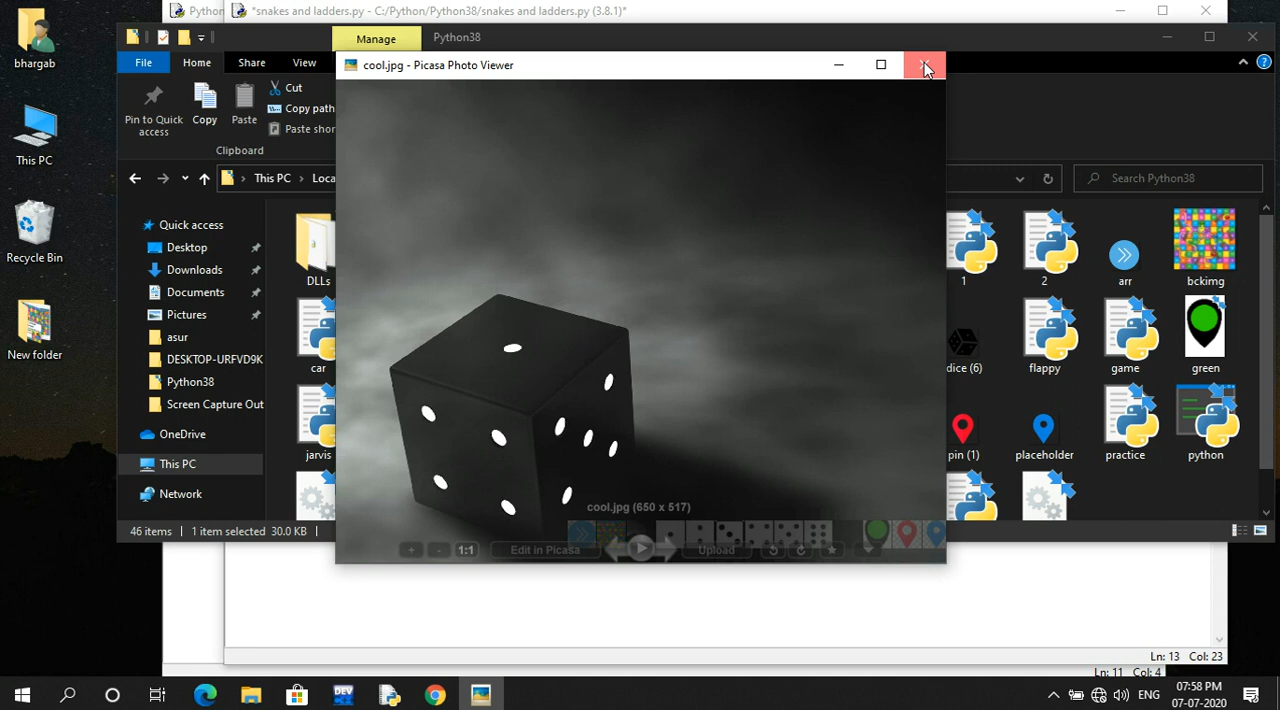 bhargab
This PC
Recycle Bin
New folder
Python
*snakes and ladders.py - C:/Python/Python38/snakes and ladders.py (3.8.1)*
Manage
Python38
File
Home
Share
View
cool.jpg - Picasa Photo Viewer
Pin to Quick
access
Copy
Paste
Cut
Copy path
Paste shor
Clipboard
This PC
Loca
Search Python38
Quick access
Desktop
Downloads
Documents
Pictures
asur
DESKTOP-URFVD9K
Python38
Screen Capture Out
OneDrive
This PC
Network
DLLs
car
jarvis
1
2
arr
bckimg
dice (6)
flappy
game
green
pin (1)
placeholder
practice
python
cool.jpg (650 x 517)
1:1
Edit in Picasa
Upload
46 items
1 item selected 30.0 KB
Ln: 13 Col: 23
Ln: 11 Col: 4
DEV
ENG
07:58 PM
07-07-2020